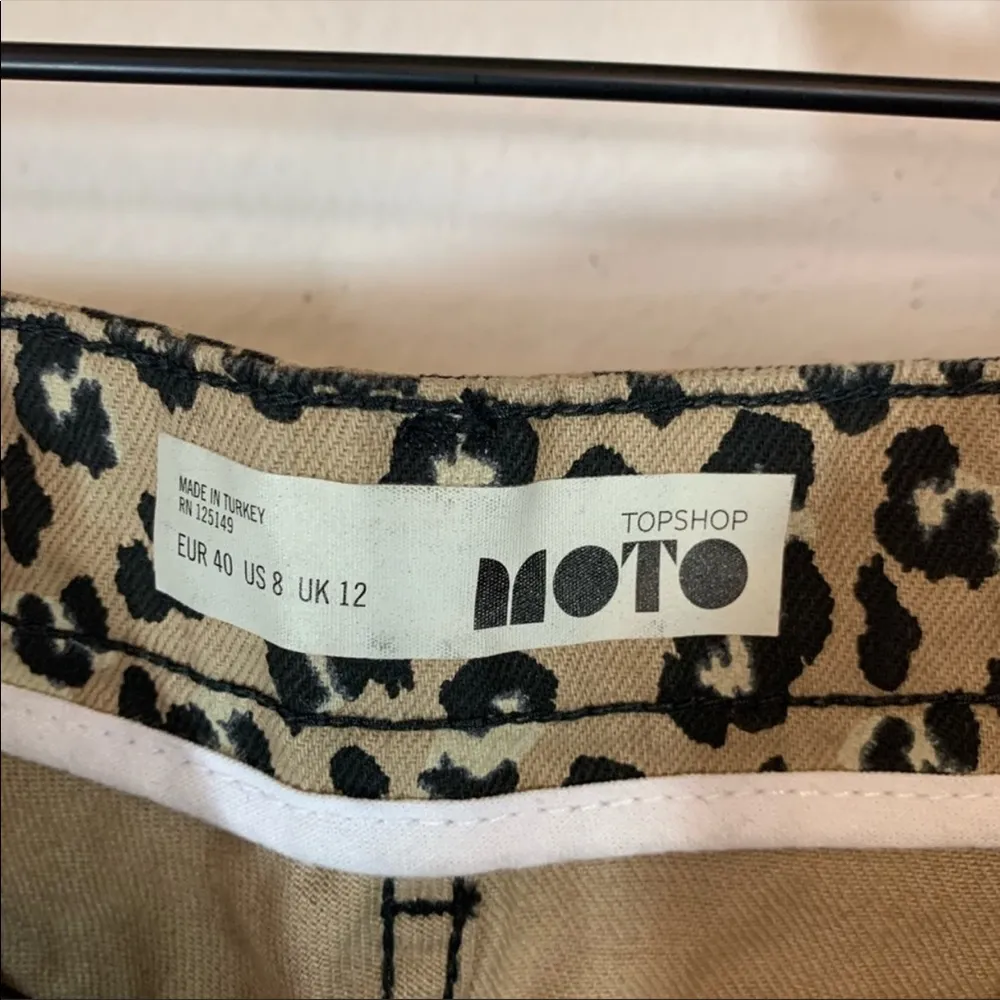 MADE IN TURKEY
RN 125149
EUR 40 US 8 UK 12
TOPSHOP
MOTO